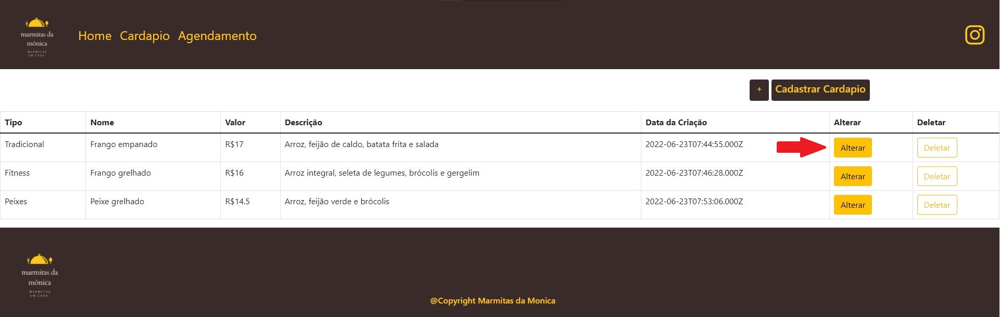 marmitas da
mônica
MARMITAS
EM CASA
Home Cardapio Agendamento
+ Cadastrar Cardapio
Tipo Nome Valor Descrição Data da Criação Alterar Deletar
Tradicional Frango empanado R$17 Arroz, feijão de caldo, batata frita e salada 2022-06-23T07:44:55.000Z Alterar Deletar
Fitness Frango grelhado R$16 Arroz integral, seleta de legumes, brócolis e gergelim 2022-06-23T07:46:28.000Z Alterar Deletar
Peixes Peixe grelhado R$14.5 Arroz, feijão verde e brócolis 2022-06-23T07:53:06.000Z Alterar Deletar
marmitas da
mônica
MARMITAS
EM CASA
@Copyright Marmitas da Monica